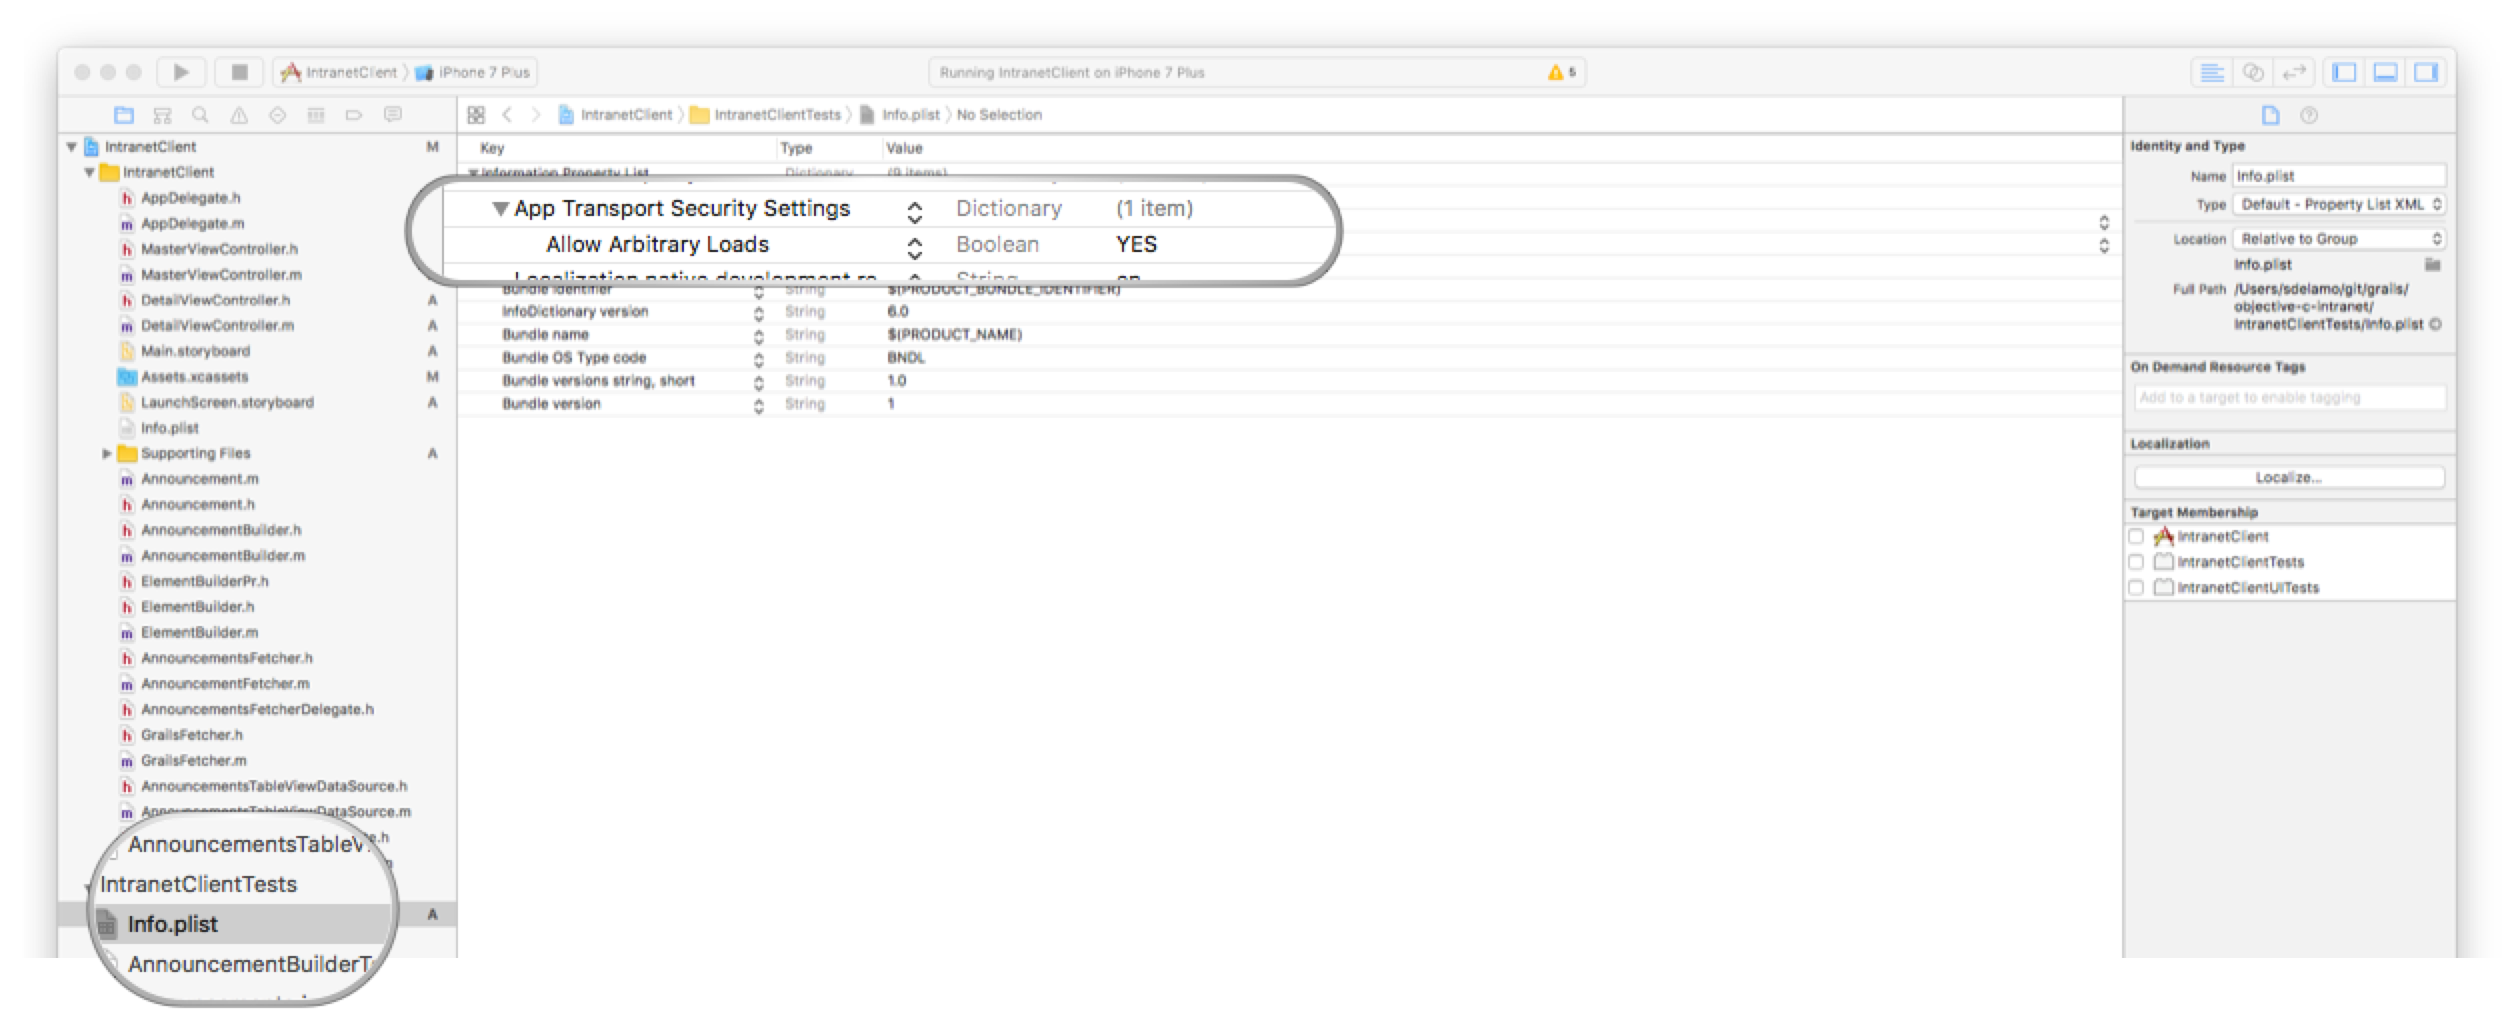 IntranetClient 〉 iPhone 7 Plus
Running IntranetClient on iPhone 7 Plus
5
IntranetClient 〉 IntranetClientTests 〉 Info.plist 〉 No Selection
IntranetClient M
IntranetClient
AppDelegate.h
AppDelegate.m
MasterViewController.h
MasterViewController.m
DetailViewController.h A
DetailViewController.m A
Main.storyboard A
Assets.xcassets M
LaunchScreen.storyboard A
Info.plist
Supporting Files A
Announcement.m
Announcement.h
AnnouncementBuilder.h
AnnouncementBuilder.m
ElementBuilderPr.h
ElementBuilder.h
ElementBuilder.m
AnnouncementsFetcher.h
AnnouncementFetcher.m
AnnouncementsFetcherDelegate.h
GrailsFetcher.h
GrailsFetcher.m
AnnouncementsTableViewDataSource.h
AnnouncementsTableViewDataSource.m
AnnouncementsTableV
IntranetClientTests
Info.plist A
AnnouncementBuilderT
Key Type Value
Information Property List Dictionary (9 items)
App Transport Security Settings Dictionary (1 item)
Allow Arbitrary Loads Boolean YES
Localization native development re String en
Bundle identifier String $(PRODUCT_BUNDLE_IDENTIFIER)
InfoDictionary version String 6.0
Bundle name String $(PRODUCT_NAME)
Bundle OS Type code String BNDL
Bundle versions string, short String 1.0
Bundle version String 1
Identity and Type
Name Info.plist
Type Default - Property List XML
Location Relative to Group
Info.plist
Full Path /Users/sdelamo/git/grails/
objective-c-intranet/
IntranetClientTests/Info.plist
On Demand Resource Tags
Add to a target to enable tagging
Localization
Localize...
Target Membership
IntranetClient
IntranetClientTests
IntranetClientUITests